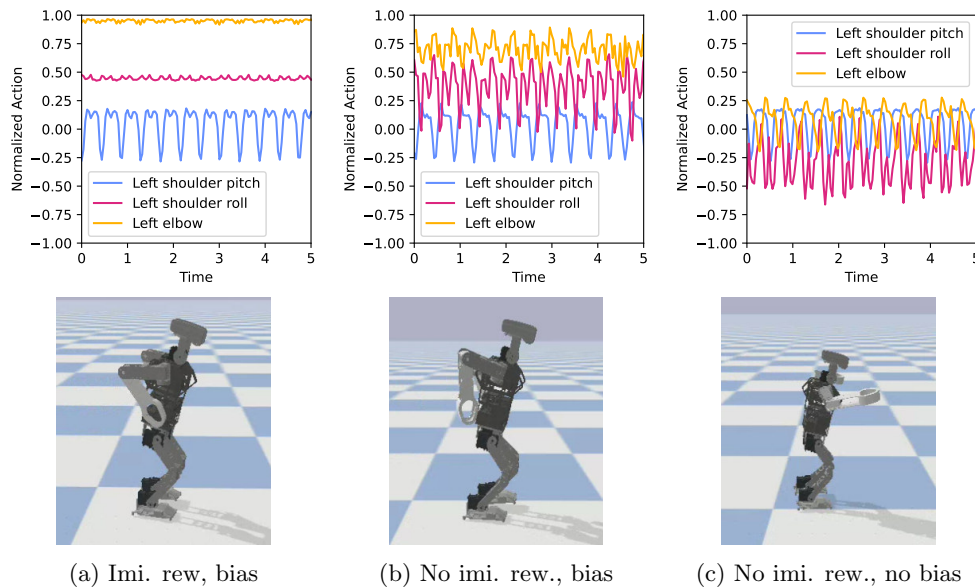 1.00
0.75
0.50
0.25
0.00
−0.25
−0.50
−0.75
−1.00
Normalized Action
Left shoulder pitch
Left shoulder roll
Left elbow
0 1 2 3 4 5
Time
1.00
0.75
0.50
0.25
0.00
−0.25
−0.50
−0.75
−1.00
Normalized Action
Left shoulder pitch
Left shoulder roll
Left elbow
0 1 2 3 4 5
Time
1.00
0.75
0.50
0.25
0.00
−0.25
−0.50
−0.75
−1.00
Normalized Action
Left shoulder pitch
Left shoulder roll
Left elbow
0 1 2 3 4 5
Time
(a) Imi. rew, bias
(b) No imi. rew., bias
(c) No imi. rew., no bias